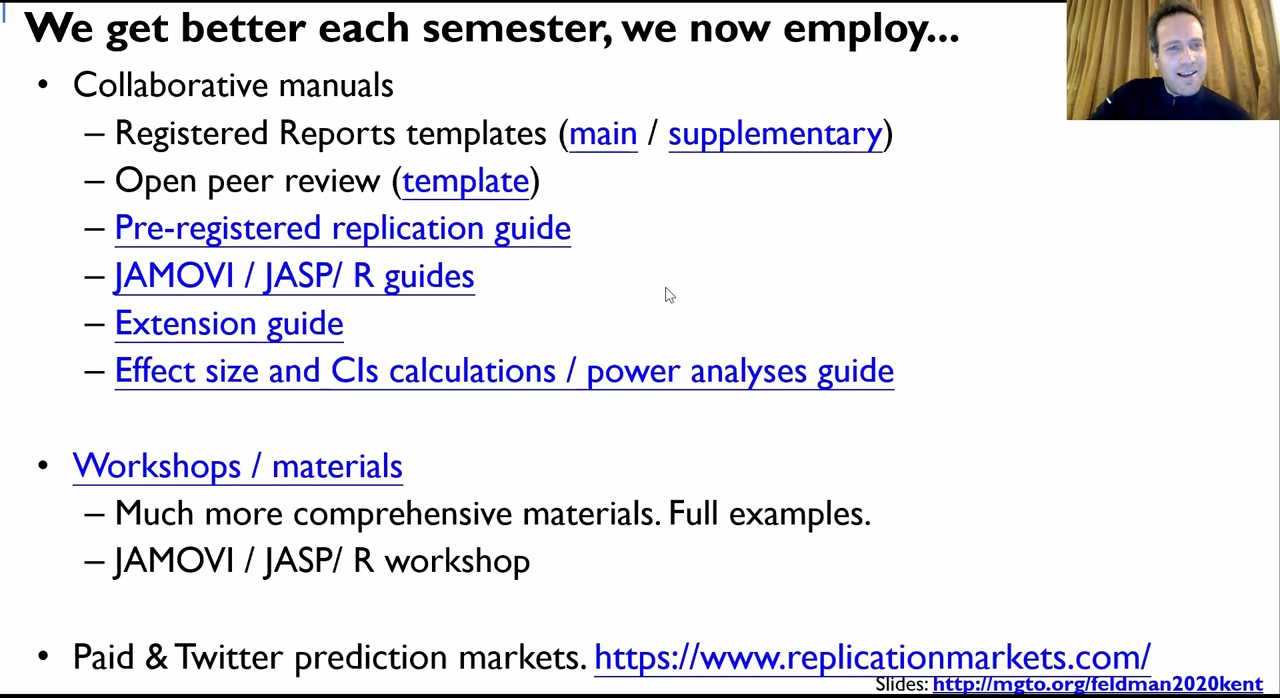 We get better each semester, we now employ...
• Collaborative manuals
– Registered Reports templates (main / supplementary)
– Open peer review (template)
– Pre-registered replication guide
– JAMOVI / JASP/ R guides
– Extension guide
– Effect size and CIs calculations / power analyses guide
• Workshops / materials
– Much more comprehensive materials. Full examples.
– JAMOVI / JASP/ R workshop
• Paid & Twitter prediction markets. https://www.replicationmarkets.com/
Slides: http://mgto.org/feldman2020kent